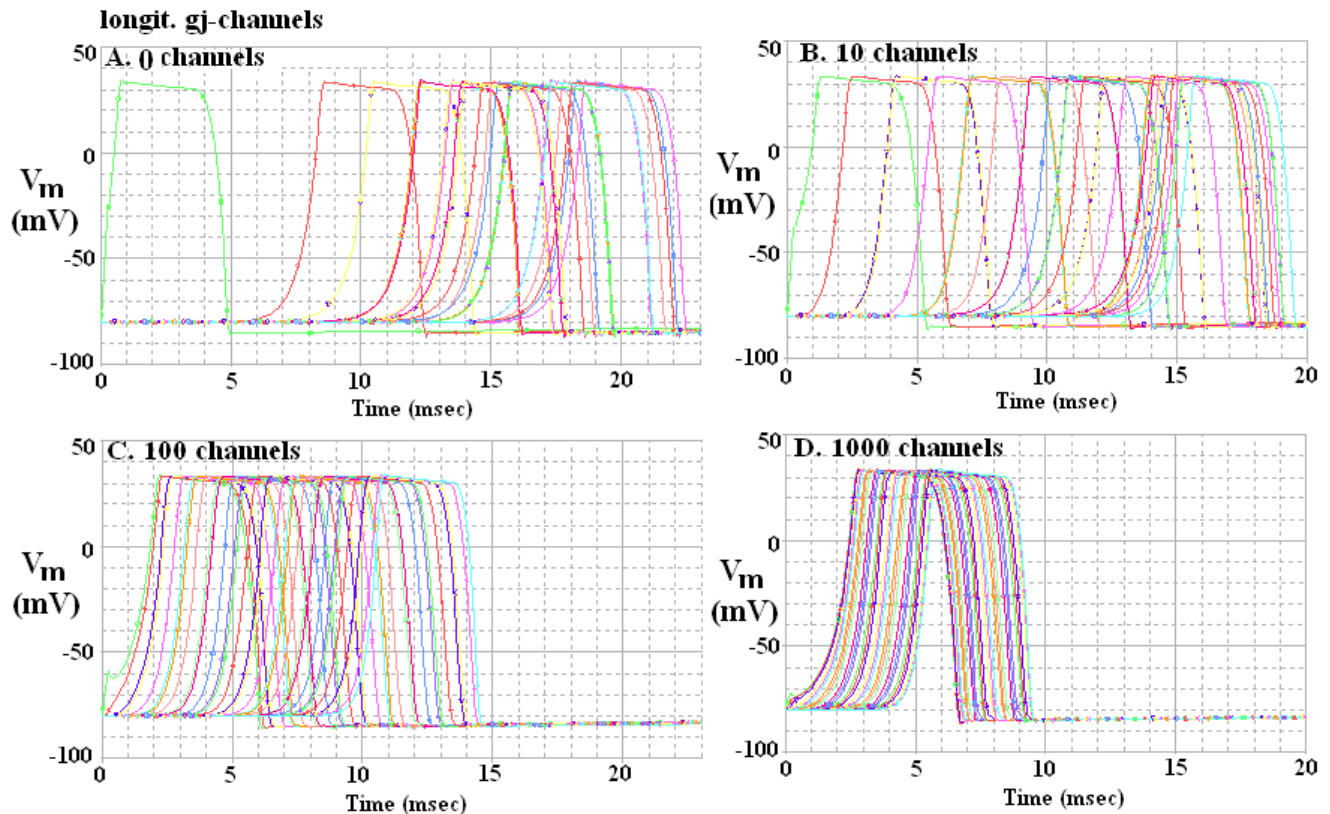 longit. gj-channels
A. 0 channels
50
0
-50
-100
Vm
(mV)
0 5 10 15 20
Time (msec)
B. 10 channels
50
0
-50
-100
Vm
(mV)
0 5 10 15 20
Time (msec)
C. 100 channels
50
0
-50
-100
Vm
(mV)
0 5 10 15 20
Time (msec)
D. 1000 channels
50
0
-50
-100
Vm
(mV)
0 5 10 15 20
Time (msec)